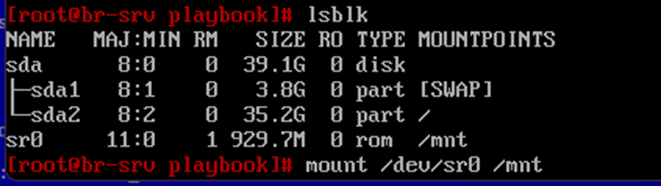 [root@br-srv playbook]# lsblk
NAME   MAJ:MIN RM   SIZE RO TYPE MOUNTPOINTS
sda      8:0    0  39.1G  0 disk
├─sda1   8:1    0   3.8G  0 part [SWAP]
└─sda2   8:2    0  35.2G  0 part /
sr0     11:0    1 929.7M  0 rom  /mnt
[root@br-srv playbook]# mount /dev/sr0 /mnt